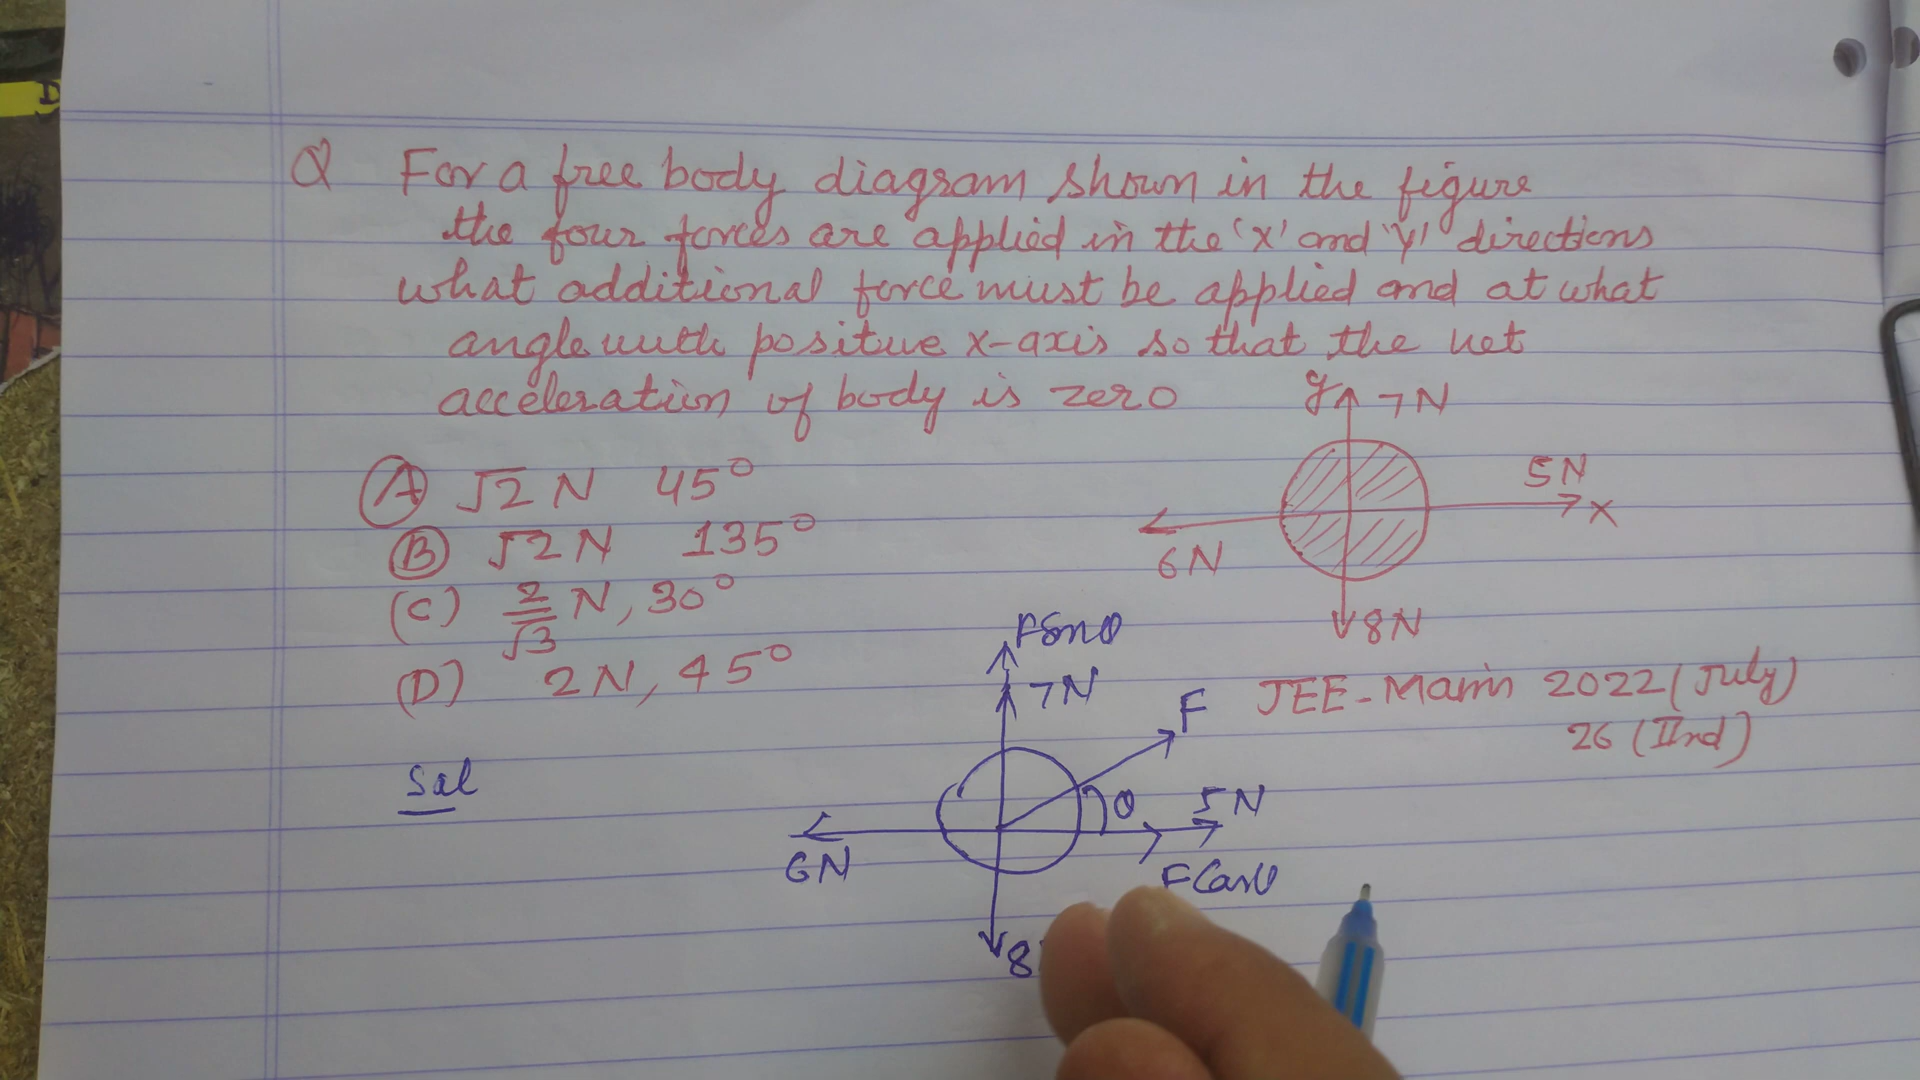 Q For a free body diagram shown in the figure
the four forces are applied in the 'x' and 'y' directions
what additional force must be applied and at what
angle with positive x-axis so that the net
acceleration of body is zero
y 7N
(A) √2 N 45°
5N
x
(B) √2 N 135°
6N
(C) 2/√3 N, 30°
8N
(D) 2N, 45°
FSinθ
7N
F
JEE-Main 2022 (July)
26 (IInd)
Sol
θ 5N
6N
FCosθ
8